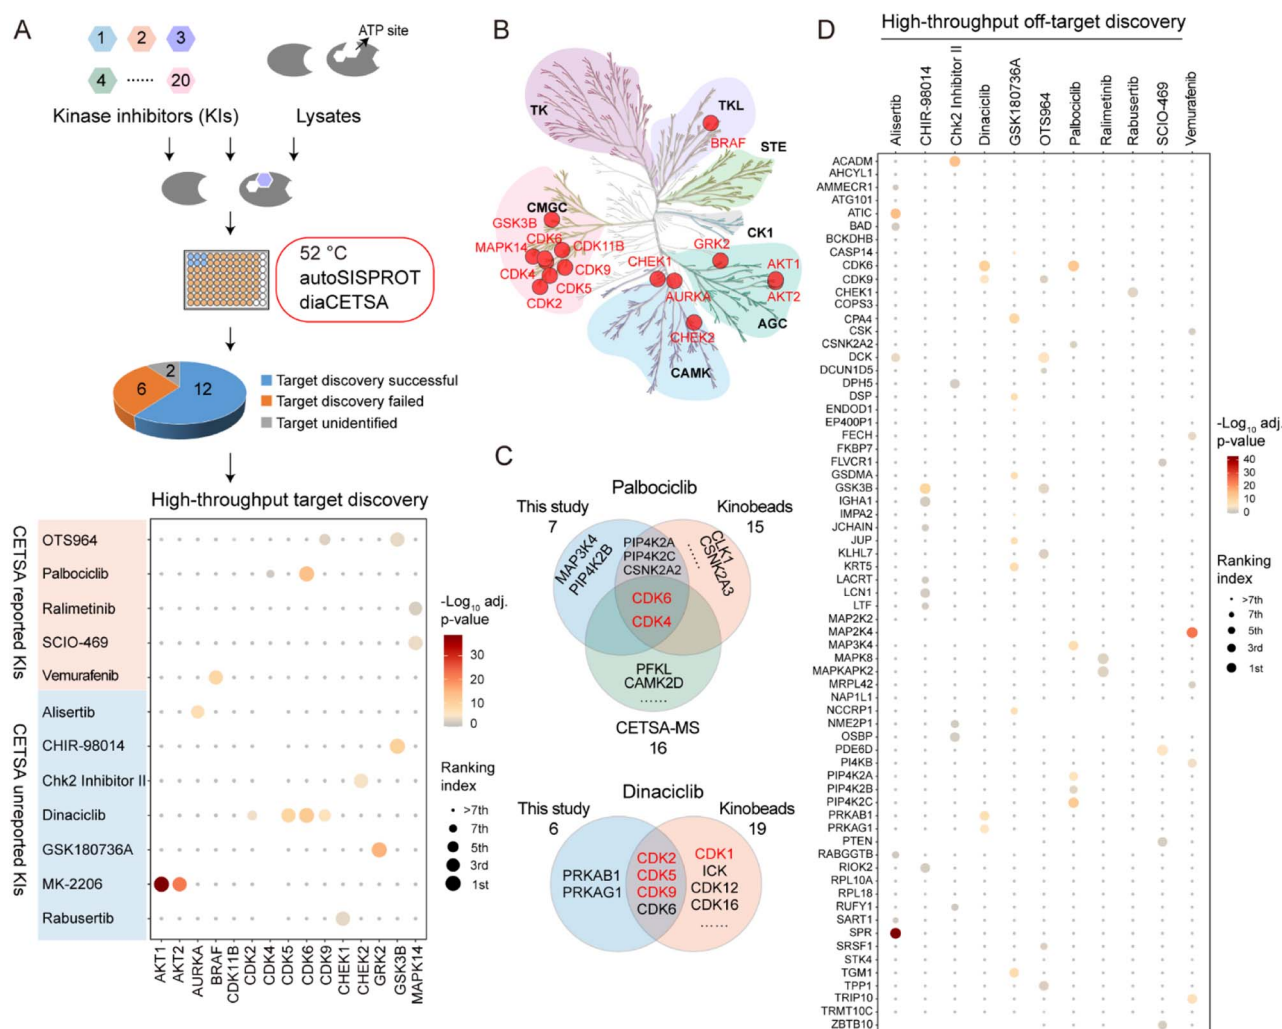 A
1
2
3
4
......
20
Kinase inhibitors (KIs)
ATP site
Lysates
52 °C
autoSISPROT
diaCETSA
2
6
12
Target discovery successful
Target discovery failed
Target unidentified
High-throughput target discovery
CETSA reported KIs
OTS964
Palbociclib
Ralimetinib
SCIO-469
Vemurafenib
CETSA unreported KIs
Alisertib
CHIR-98014
Chk2 Inhibitor II
Dinaciclib
GSK180736A
MK-2206
Rabusertib
AKT1
AKT2
AURKA
BRAF
CDK11B
CDK2
CDK4
CDK5
CDK6
CDK9
CHEK1
CHEK2
GRK2
GSK3B
MAPK14
-Log10 adj.
p-value
30
20
10
0
Ranking
index
>7th
7th
5th
3rd
1st
B
TK
TKL
BRAF
STE
CMGC
GSK3B
CDK6
MAPK14
CDK11B
CDK4
CDK9
CDK5
CDK2
CK1
GRK2
CHEK1
AKT1
AURKA
AKT2
AGC
CHEK2
CAMK
C
Palbociclib
This study
7
Kinobeads
15
MAP3K4
PIP4K2B
PIP4K2A
PIP4K2C
CSNK2A2
CLK1
CSNK2A3
......
CDK6
CDK4
PFKL
CAMK2D
......
CETSA-MS
16
Dinaciclib
This study
6
Kinobeads
19
PRKAB1
PRKAG1
CDK2
CDK5
CDK9
CDK6
CDK1
ICK
CDK12
CDK16
......
D
High-throughput off-target discovery
Alisertib
CHIR-98014
Chk2 Inhibitor II
Dinaciclib
GSK180736A
OTS964
Palbociclib
Ralimetinib
Rabusertib
SCIO-469
Vemurafenib
ACADM
AHCYL1
AMMECR1
ATG101
ATIC
BAD
BCKDHB
CASP14
CDK6
CDK9
CHEK1
COPS3
CPA4
CSK
CSNK2A2
DCK
DCUN1D5
DPH5
DSP
ENDOD1
EP400P1
FECH
FKBP7
FLVCR1
GSDMA
GSK3B
IGHA1
IMPA2
JCHAIN
JUP
KLHL7
KRT5
LACRT
LCN1
LTF
MAP2K2
MAP2K4
MAP3K4
MAPK8
MAPKAPK2
MRPL42
NAP1L1
NCCRP1
NME2P1
OSBP
PDE6D
PI4KB
PIP4K2A
PIP4K2B
PIP4K2C
PRKAB1
PRKAG1
PTEN
RABGGTB
RIOK2
RPL10A
RPL18
RUFY1
SART1
SPR
SRSF1
STK4
TGM1
TPP1
TRIP10
TRMT10C
ZBTB10
-Log10 adj.
p-value
40
30
20
10
0
Ranking
index
>7th
7th
5th
3rd
1st